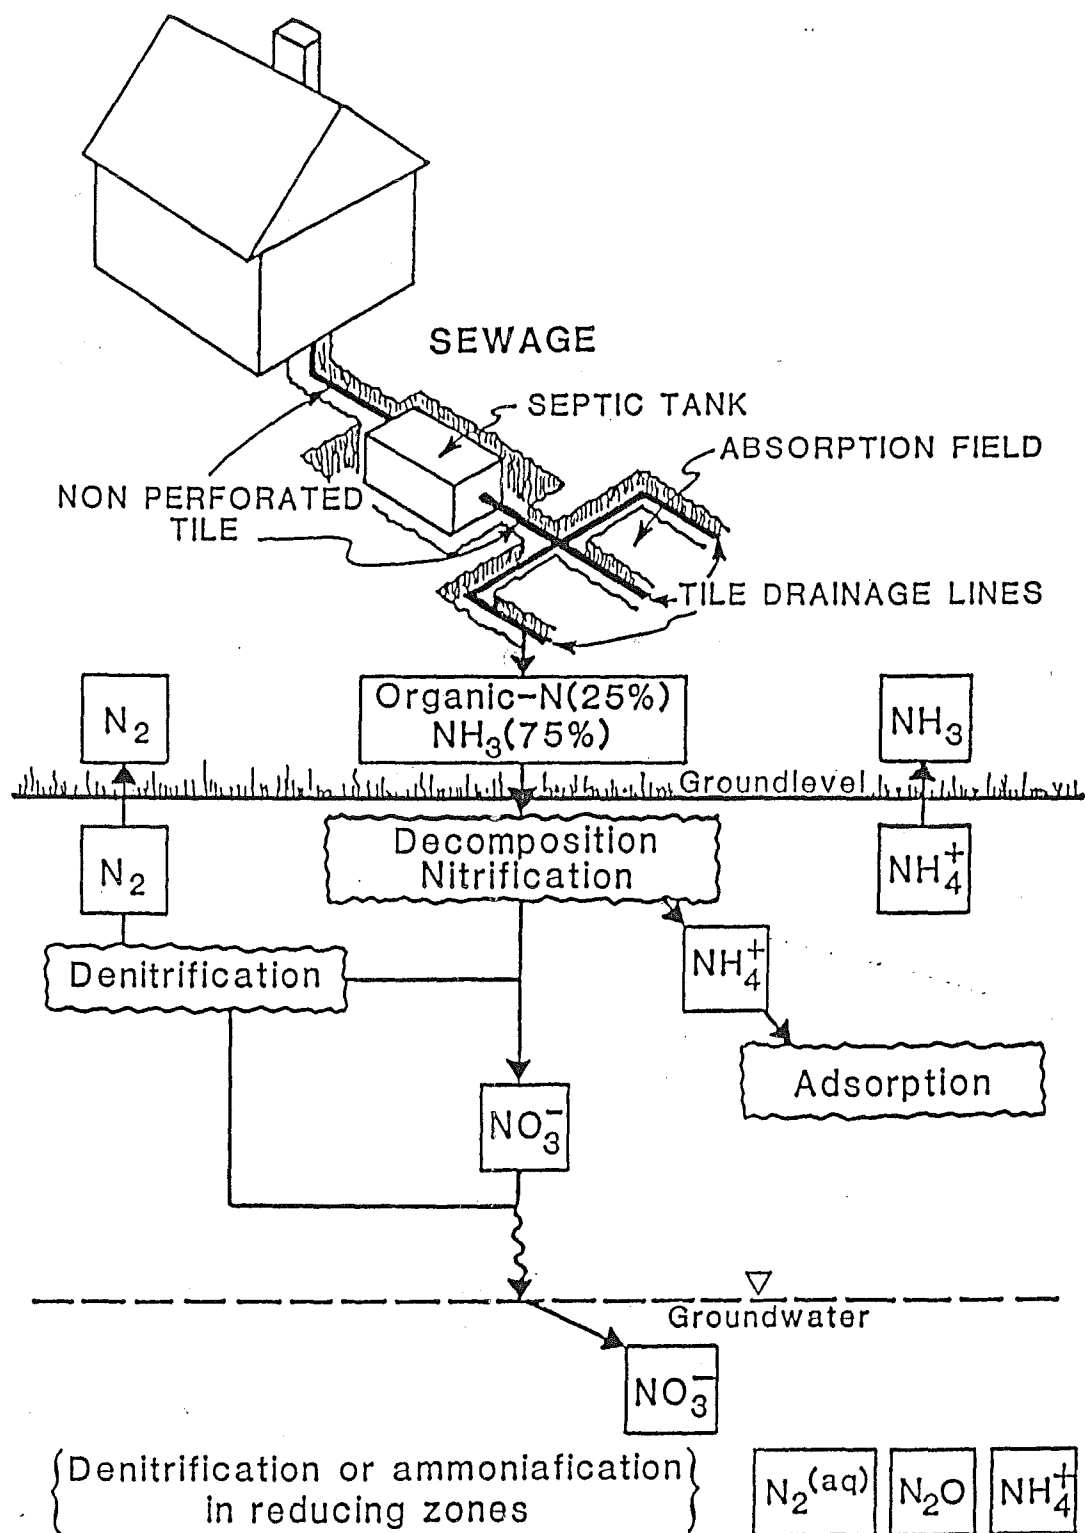 SEWAGE
SEPTIC TANK
ABSORPTION FIELD
NON PERFORATED
TILE
TILE DRAINAGE LINES
N2
Organic-N(25%)
NH3(75%)
NH3
Groundlevel
N2
Decomposition
Nitrification
NH4+
Denitrification
NH4+
Adsorption
NO3-
Groundwater
NO3-
{Denitrification or ammoniafication}
in reducing zones
N2(aq)
N2O
NH4+